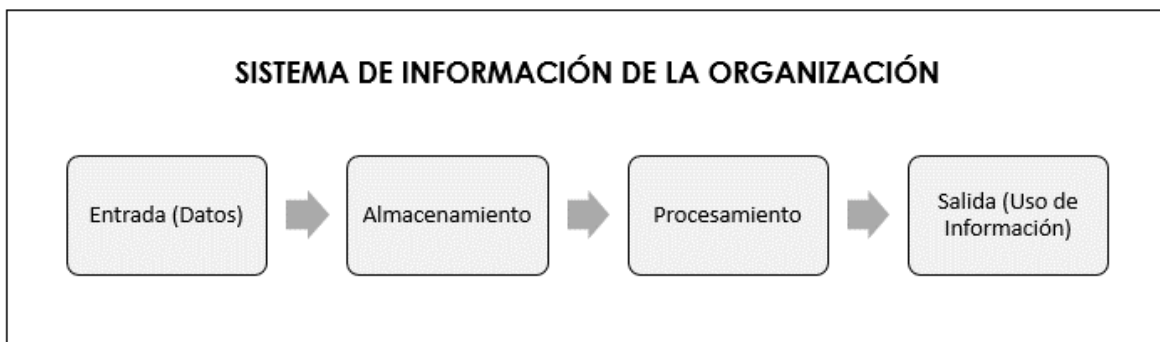 SISTEMA DE INFORMACIÓN DE LA ORGANIZACIÓN
Entrada (Datos)
Almacenamiento
Procesamiento
Salida (Uso de
Información)